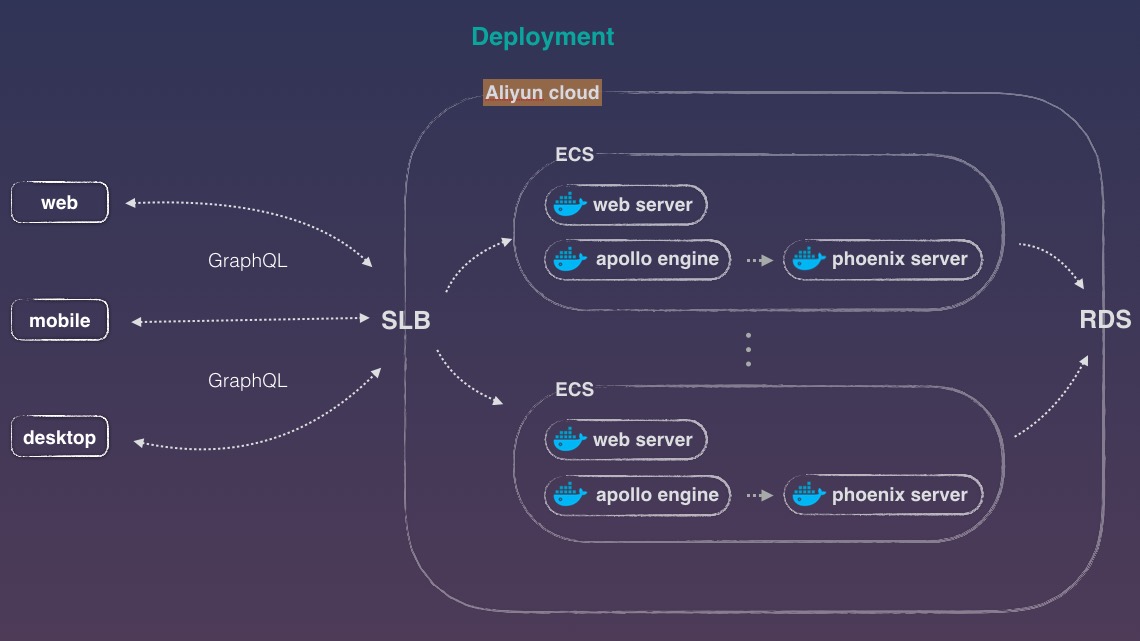 Deployment
Aliyun cloud
ECS
web server
apollo engine
phoenix server
web
GraphQL
mobile
SLB
RDS
GraphQL
desktop
ECS
web server
apollo engine
phoenix server